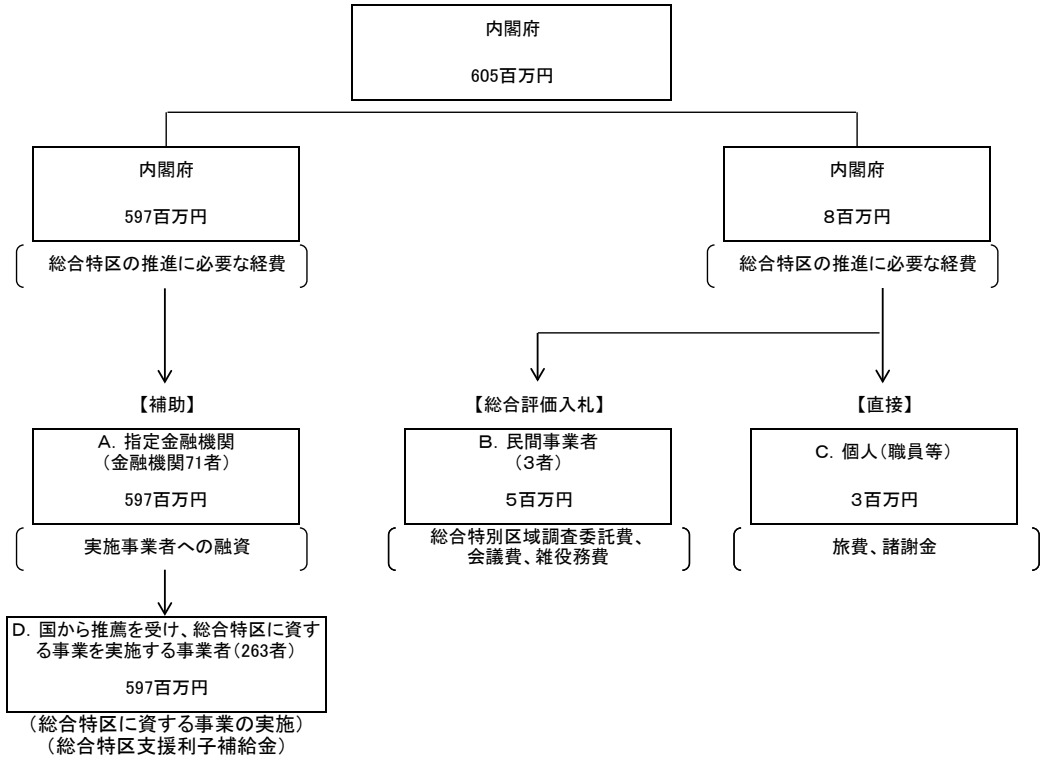 内閣府
605百万円
内閣府
597百万円
総合特区の推進に必要な経費
内閣府
8百万円
総合特区の推進に必要な経費
【補助】
A. 指定金融機関
(金融機関71者)
597百万円
実施事業者への融資
【総合評価入札】
B. 民間事業者
(3者)
5百万円
総合特別区域調査委託費、
会議費、雑役務費
【直接】
C. 個人(職員等)
3百万円
旅費、諸謝金
D. 国から推薦を受け、総合特区に資す
る事業を実施する事業者(263者)
597百万円
(総合特区に資する事業の実施)
(総合特区支援利子補給金)